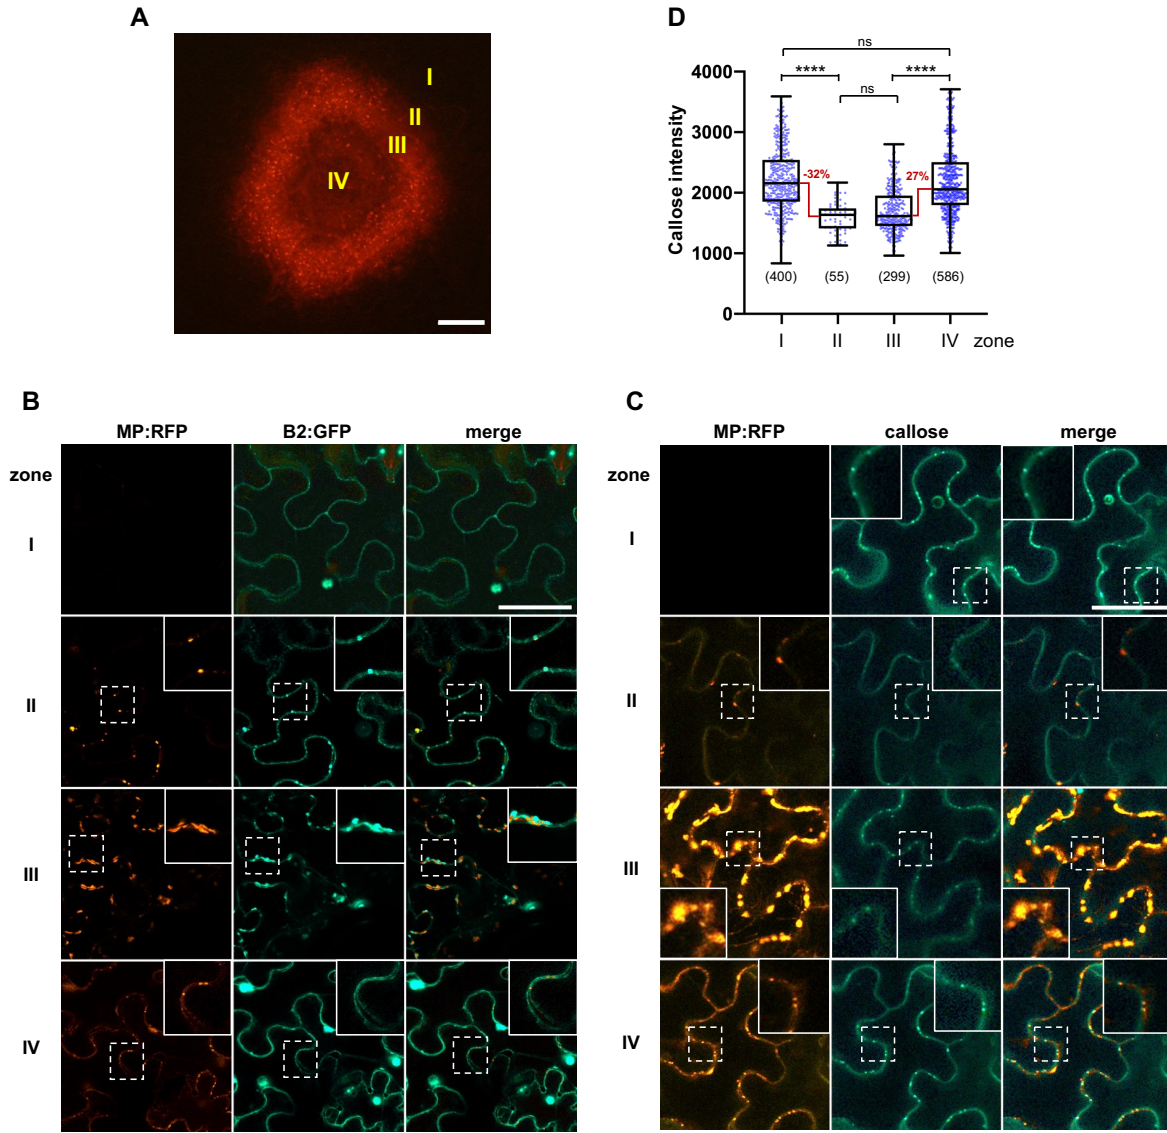 A
I
II
III
IV
D
ns
****
****
ns
4000
3000
2000
1000
0
Callose intensity
-32%
27%
(400)
(55)
(299)
(586)
I
II
III
IV
zone
B
MP:RFP
B2:GFP
merge
zone
I
II
III
IV
C
MP:RFP
callose
merge
I
II
III
IV